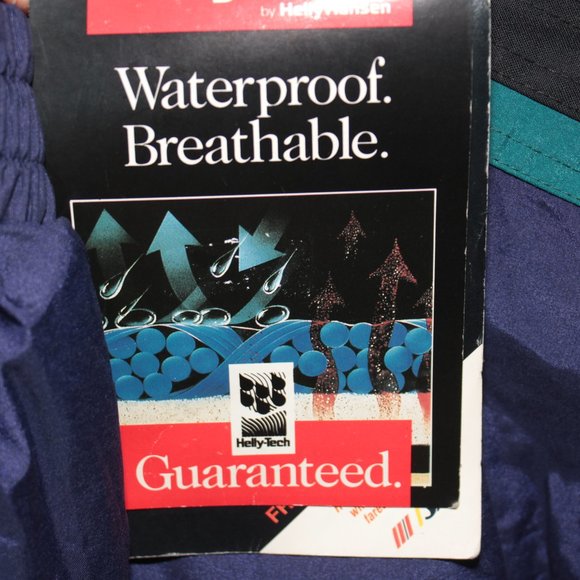 by Helly Hansen
Waterproof.
Breathable.
Helly-Tech
Guaranteed.